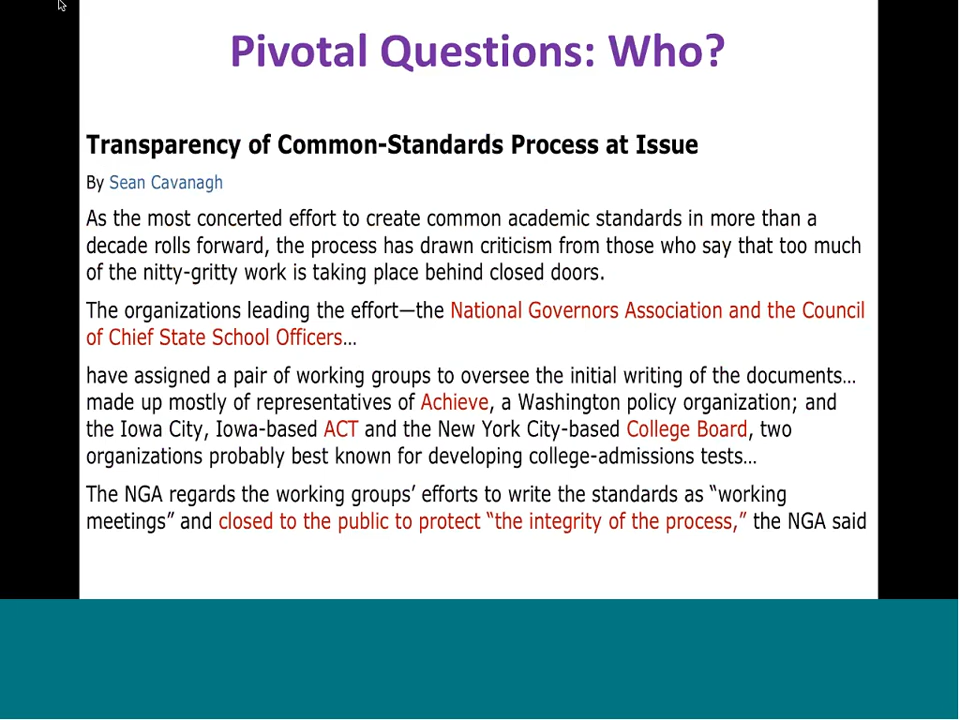 Pivotal Questions: Who?
Transparency of Common-Standards Process at Issue
By Sean Cavanagh
As the most concerted effort to create common academic standards in more than a
decade rolls forward, the process has drawn criticism from those who say that too much
of the nitty-gritty work is taking place behind closed doors.
The organizations leading the effort—the National Governors Association and the Council
of Chief State School Officers…
have assigned a pair of working groups to oversee the initial writing of the documents…
made up mostly of representatives of Achieve, a Washington policy organization; and
the Iowa City, Iowa-based ACT and the New York City-based College Board, two
organizations probably best known for developing college-admissions tests…
The NGA regards the working groups’ efforts to write the standards as “working
meetings” and closed to the public to protect “the integrity of the process,” the NGA said